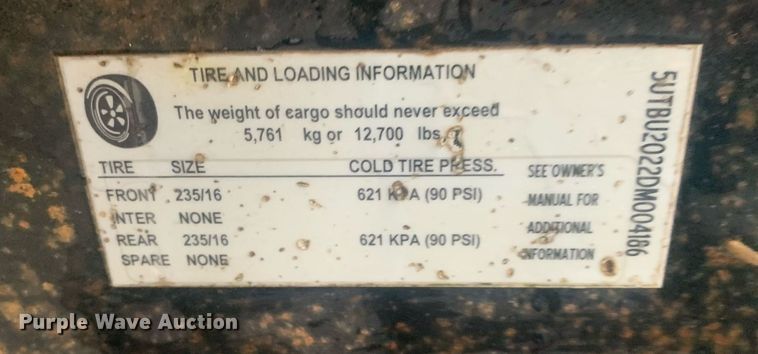 TIRE AND LOADING INFORMATION
The weight of cargo should never exceed
5,761 kg or 12,700 lbs.
TIRE SIZE COLD TIRE PRESS. SEE OWNER'S
FRONT 235/16 621 KPA (90 PSI) MANUAL FOR
INTER NONE ADDITIONAL
REAR 235/16 621 KPA (90 PSI) INFORMATION
SPARE NONE
5UTBU2022DM004186
Purple Wave Auction